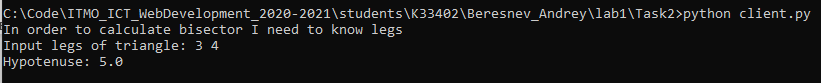 C:\Code\ITMO_ICT_WebDevelopment_2020-2021\students\K33402\Beresnev_Andrey\lab1\Task2>python client.py
In order to calculate bisector I need to know legs
Input legs of triangle: 3 4
Hypotenuse: 5.0